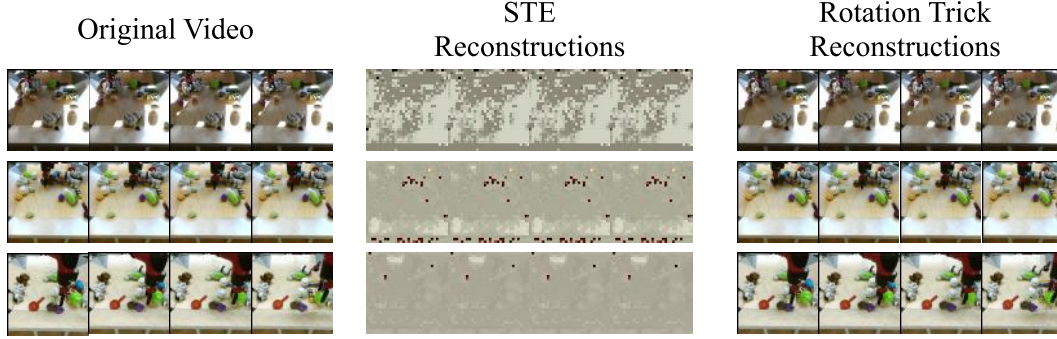 Original Video
STE
Reconstructions
Rotation Trick
Reconstructions